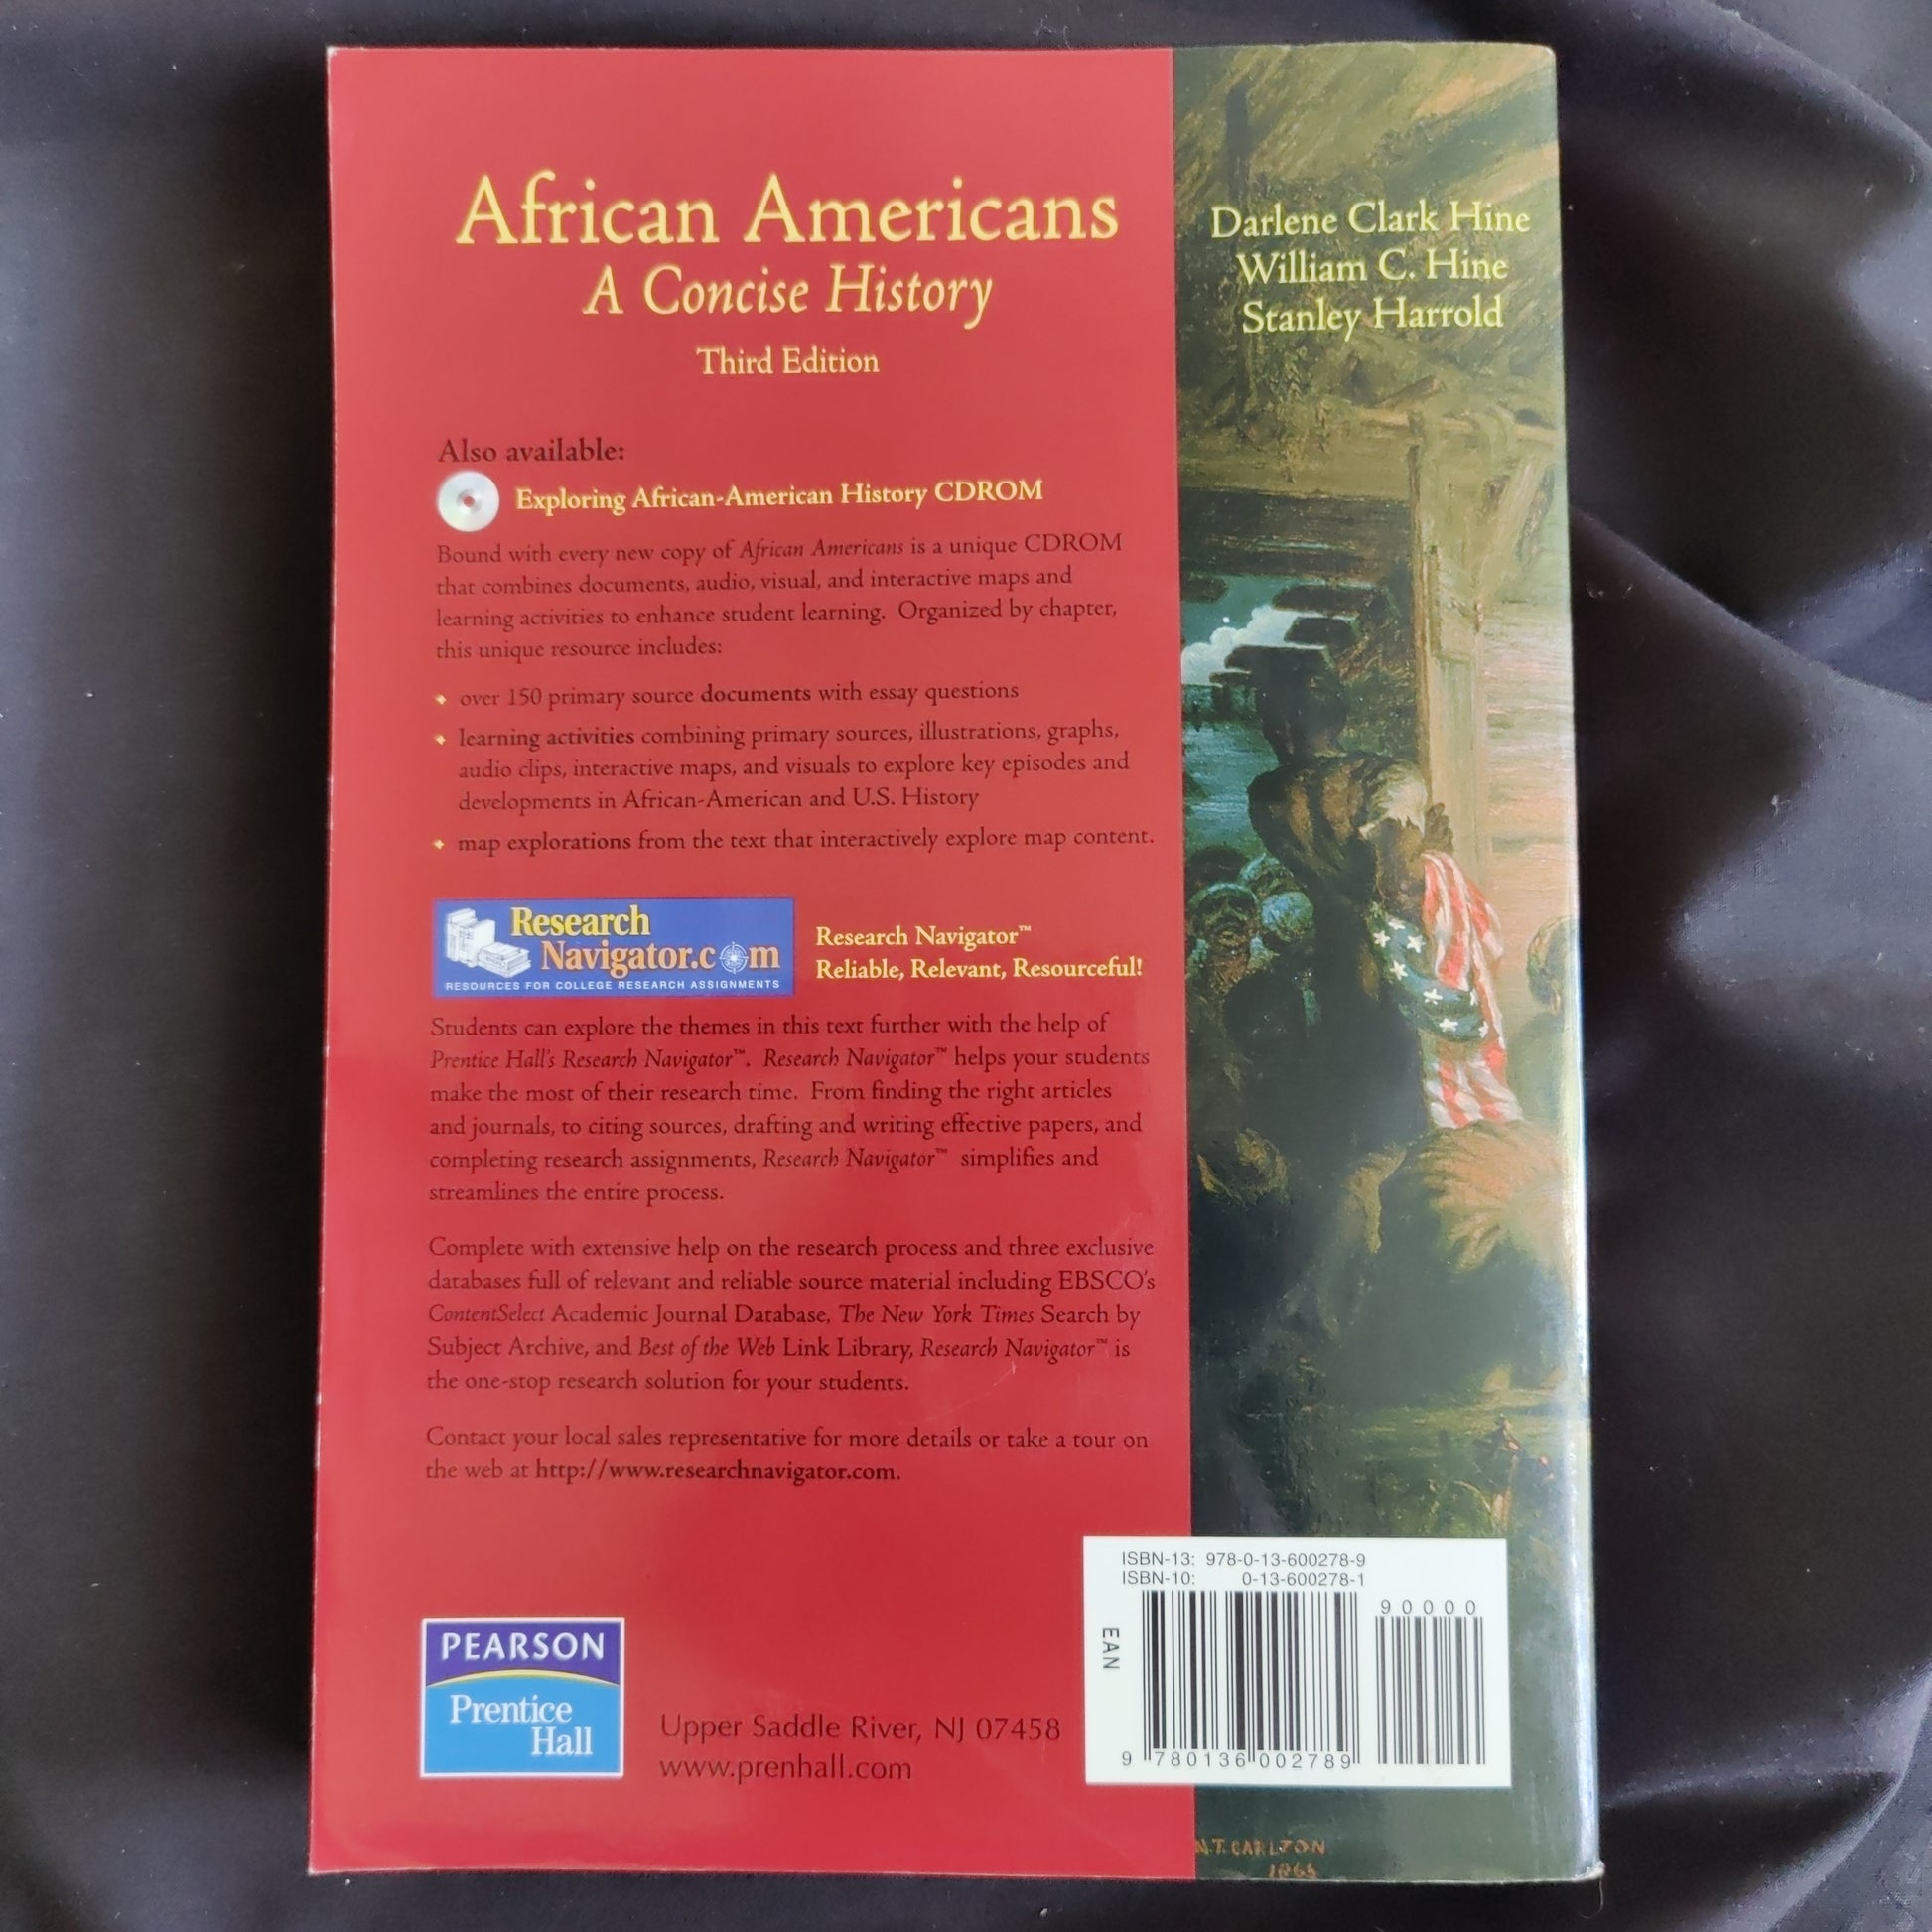 African Americans
A Concise History
Third Edition
Darlene Clark Hine
William C. Hine
Stanley Harrold
Also available:
Exploring African-American History CDROM
Bound with every new copy of African Americans is a unique CDROM
that combines documents, audio, visual, and interactive maps and
learning activities to enhance student learning. Organized by chapter,
this unique resource includes:
over 150 primary source documents with essay questions
learning activities combining primary sources, illustrations, graphs,
audio clips, interactive maps, and visuals to explore key episodes and
developments in African-American and U.S. History
map explorations from the text that interactively explore map content.
Research
Navigator.com
RESOURCES FOR COLLEGE RESEARCH ASSIGNMENTS
Research Navigator™
Reliable, Relevant, Resourceful!
Students can explore the themes in this text further with the help of
Prentice Hall's Research Navigator™. Research Navigator™ helps your students
make the most of their research time. From finding the right articles
and journals, to citing sources, drafting and writing effective papers, and
completing research assignments, Research Navigator™ simplifies and
streamlines the entire process.
Complete with extensive help on the research process and three exclusive
databases full of relevant and reliable source material including EBSCO's
ContentSelect Academic Journal Database, The New York Times Search by
Subject Archive, and Best of the Web Link Library, Research Navigator™ is
the one-stop research solution for your students.
Contact your local sales representative for more details or take a tour on
the web at http://www.researchnavigator.com.
PEARSON
Prentice
Hall
Upper Saddle River, NJ 07458
www.prenhall.com
ISBN-13: 978-0-13-600278-9
ISBN-10: 0-13-600278-1
90000
EAN
9 780136 002789
.T. CARLTON